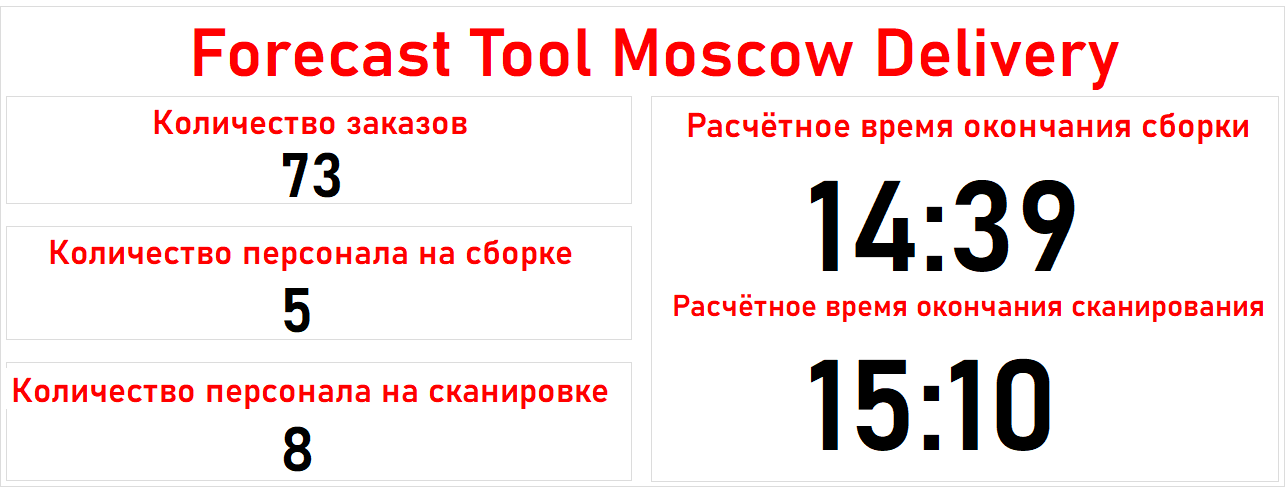 Forecast Tool Moscow Delivery
Количество заказов
73
Количество персонала на сборке
5
Количество персонала на сканировке
8
Расчётное время окончания сборки
14:39
Расчётное время окончания сканирования
15:10